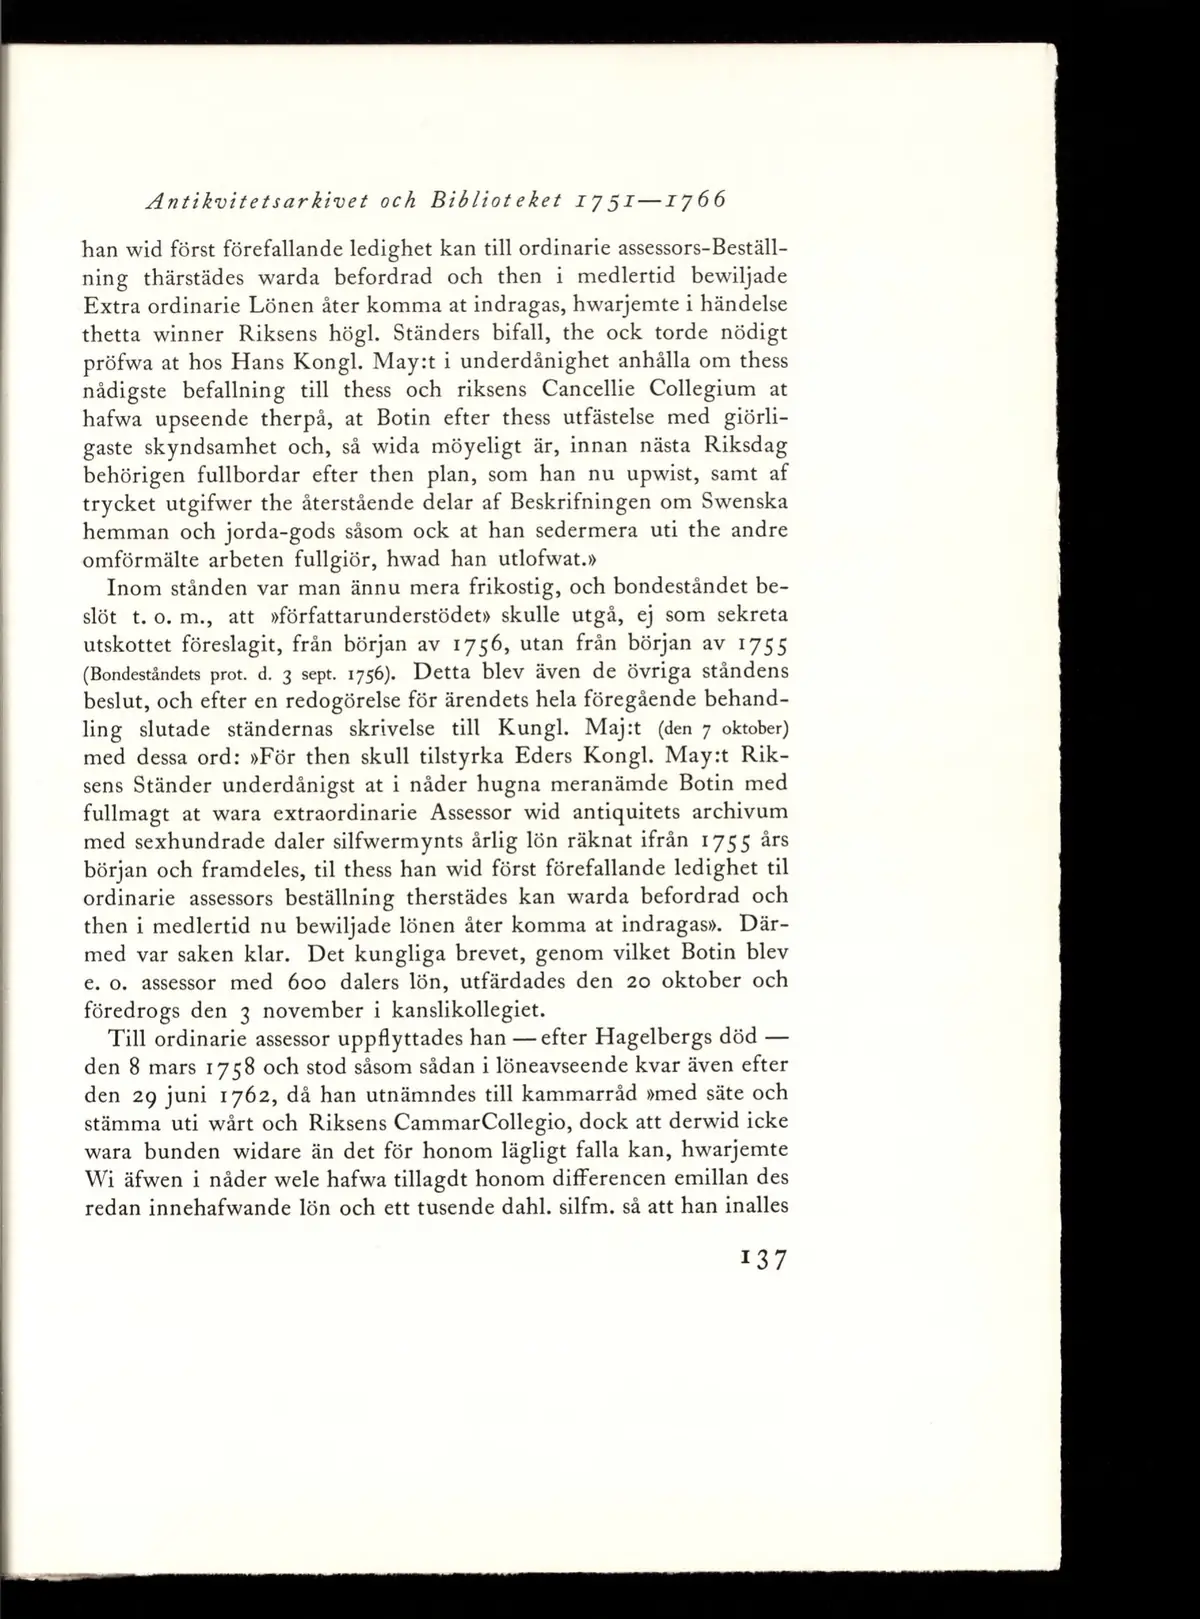 Antikvitetsarkivet och Biblioteket 1751—1766
han wid först förefallande ledighet kan till ordinarie assessors-Beställ-
ning thärstädes warda befordrad och then i medlertid bewiljade
Extra ordinarie Lönen åter komma at indragas, hwarjemte i händelse
thetta winner Riksens högl. Ständers bifall, the ock torde nödigt
pröfwa at hos Hans Kongl. May:t i underdånighet anhålla om thess
nådigste befallning till thess och riksens Cancellie Collegium at
hafwa upseende therpå, at Botin efter thess utfästelse med giörli-
gaste skyndsamhet och, så wida möyeligt är, innan nästa Riksdag
behörigen fullbordar efter then plan, som han nu upwist, samt af
trycket utgifwer the återstående delar af Beskrifningen om Swenska
hemman och jorda-gods såsom ock at han sedermera uti the andre
omförmälte arbeten fullgiör, hwad han utlofwat.»
Inom stånden var man ännu mera frikostig, och bondeståndet be-
slöt t. o. m., att »författarunderstödet» skulle utgå, ej som sekreta
utskottet föreslagit, från början av 1756, utan från början av 1755
(Bondeståndets prot. d. 3 sept. 1756). Detta blev även de övriga ståndens
beslut, och efter en redogörelse för ärendets hela föregående behand-
ling slutade ständernas skrivelse till Kungl. Maj:t (den 7 oktober)
med dessa ord: »För then skull tilstyrka Eders Kongl. May:t Rik-
sens Ständer underdånigst at i nåder hugna meranämde Botin med
fullmagt at wara extraordinarie Assessor wid antiquitets archivum
med sexhundrade daler silfwermynts årlig lön räknat ifrån 1755 års
början och framdeles, til thess han wid först förefallande ledighet til
ordinarie assessors beställning therstädes kan warda befordrad och
then i medlertid nu bewiljade lönen åter komma at indragas». Där-
med var saken klar. Det kungliga brevet, genom vilket Botin blev
e. o. assessor med 600 dalers lön, utfärdades den 20 oktober och
föredrogs den 3 november i kanslikollegiet.
Till ordinarie assessor uppflyttades han — efter Hagelbergs död —
den 8 mars 1758 och stod såsom sådan i löneavseende kvar även efter
den 29 juni 1762, då han utnämndes till kammarråd »med säte och
stämma uti wårt och Riksens CammarCollegio, dock att derwid icke
wara bunden widare än det för honom lägligt falla kan, hwarjemte
Wi äfwen i nåder wele hafwa tillagdt honom differencen emillan des
redan innehafwande lön och ett tusende dahl. silfm. så att han inalles
137